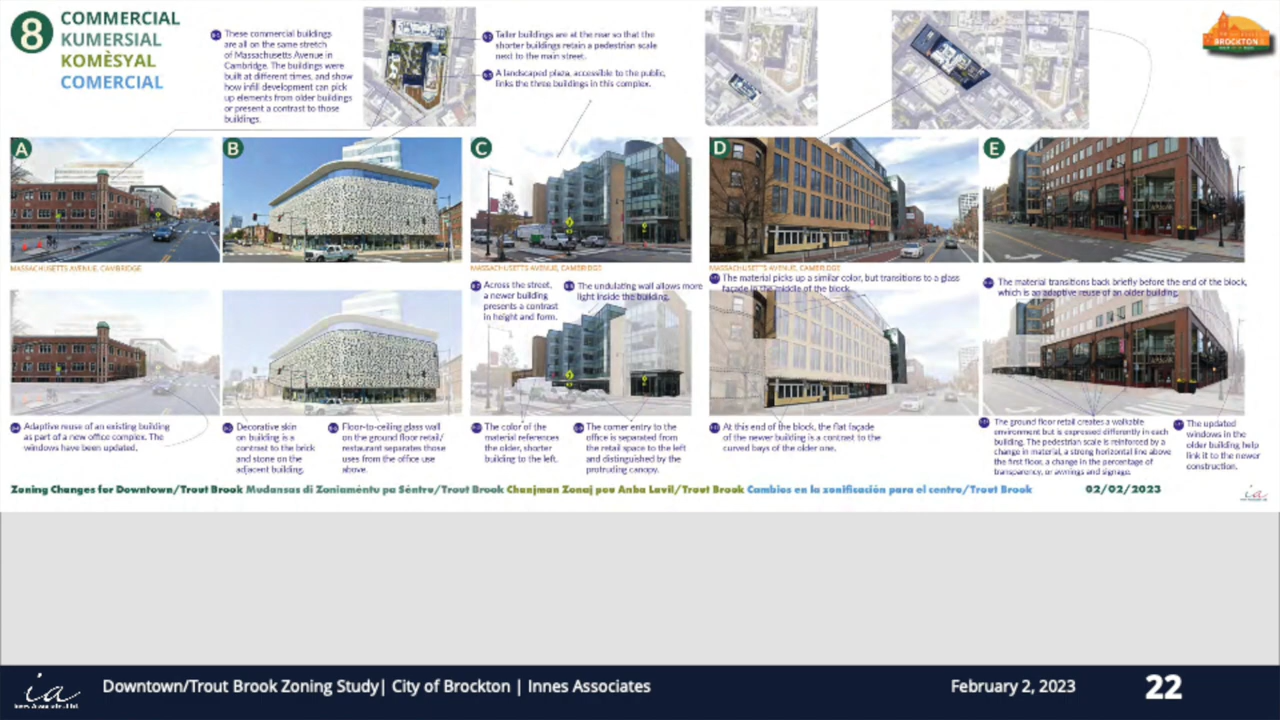 8
COMMERCIAL
KUMERSIAL
KOMÈSYAL
COMERCIAL
These commercial buildings
are all on the same stretch
of Massachusetts Avenue in
Cambridge. The buildings were
built at different times, and show
how infill development can pick
up elements from older buildings
or present a contrast to those
buildings.
Taller buildings are at the rear so that the
shorter buildings retain a pedestrian scale
next to the main street.
A landscaped plaza, accessible to the public,
links the three buildings in this complex.
BROCKTON
A
B
C
D
E
MASSACHUSETTS AVENUE, CAMBRIDGE
MASSACHUSETTS AVENUE, CAMBRIDGE
MASSACHUSETTS AVENUE, CAMBRIDGE
Across the street,
a newer building
presents a contrast
in height and form.
The undulating wall allows more
light inside the building.
The material picks up a similar color, but transitions to a glass
façade in the middle of the block.
The material transitions back briefly before the end of the block,
which is an adaptive reuse of an older building.
Adaptive reuse of an existing building
as part of a new office complex. The
windows have been updated.
Decorative skin
on building is a
contrast to the brick
and stone on the
adjacent building.
Floor-to-ceiling glass wall
on the ground floor retail/
restaurant separates those
uses from the office use
above.
The color of the
material references
the older, shorter
building to the left.
The corner entry to the
office is separated from
the retail space to the left
and distinguished by the
protruding canopy.
At this end of the block, the flat façade
of the newer building is a contrast to the
curved bays of the older one.
The ground floor retail creates a walkable
environment but is expressed differently in each
building. The pedestrian scale is reinforced by a
change in material, a strong horizontal line above
the first floor, a change in the percentage of
transparency, or awnings and signage.
The updated
windows in the
older building help
link it to the newer
construction.
Zoning Changes for Downtown/Trout Brook Mudansas di Zoniaméntu pa Séntru/Trout Brook Chanjman Zonaj pou Anba Lavil/Trout Brook Cambios en la zonificación para el centro/Trout Brook 02/02/2023
ia
Downtown/Trout Brook Zoning Study| City of Brockton | Innes Associates
February 2, 2023
22